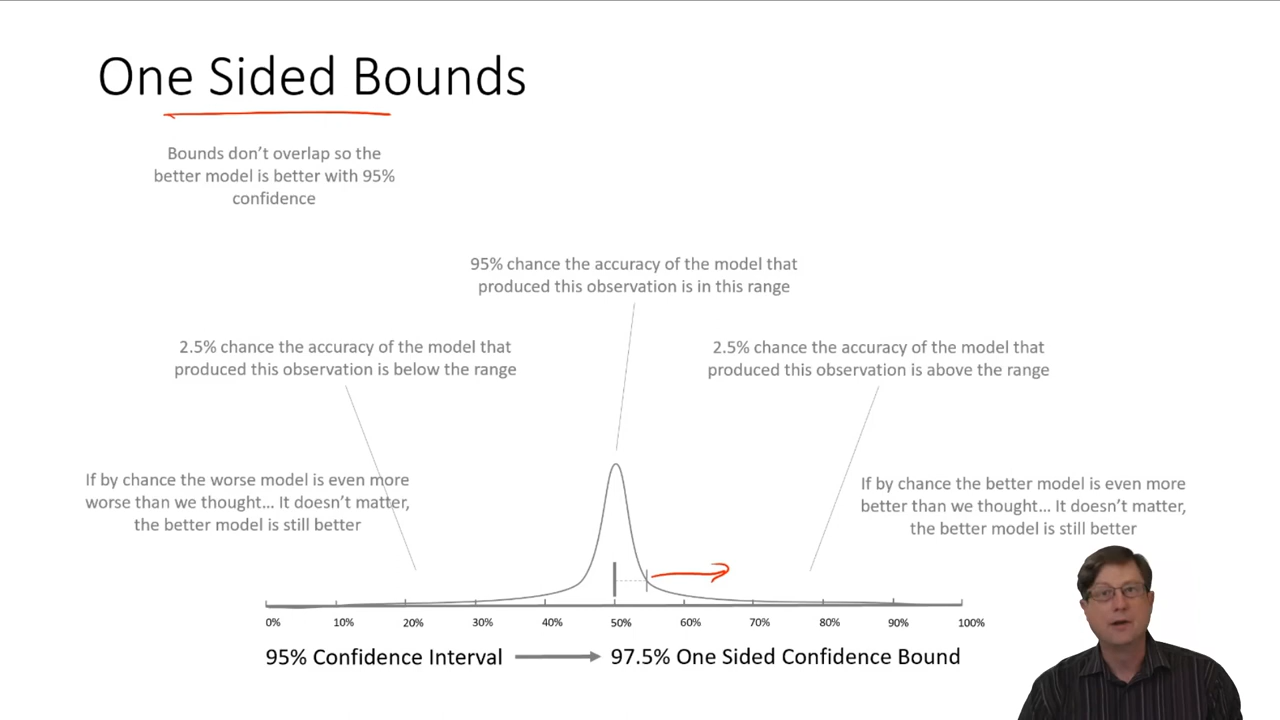 One Sided Bounds
Bounds don't overlap so the
better model is better with 95%
confidence
95% chance the accuracy of the model that
produced this observation is in this range
2.5% chance the accuracy of the model that
produced this observation is below the range
2.5% chance the accuracy of the model that
produced this observation is above the range
If by chance the worse model is even more
worse than we thought... It doesn't matter,
the better model is still better
If by chance the better model is even more
better than we thought... It doesn't matter,
the better model is still better
0% 10% 20% 30% 40% 50% 60% 70% 80% 90% 100%
95% Confidence Interval 97.5% One Sided Confidence Bound